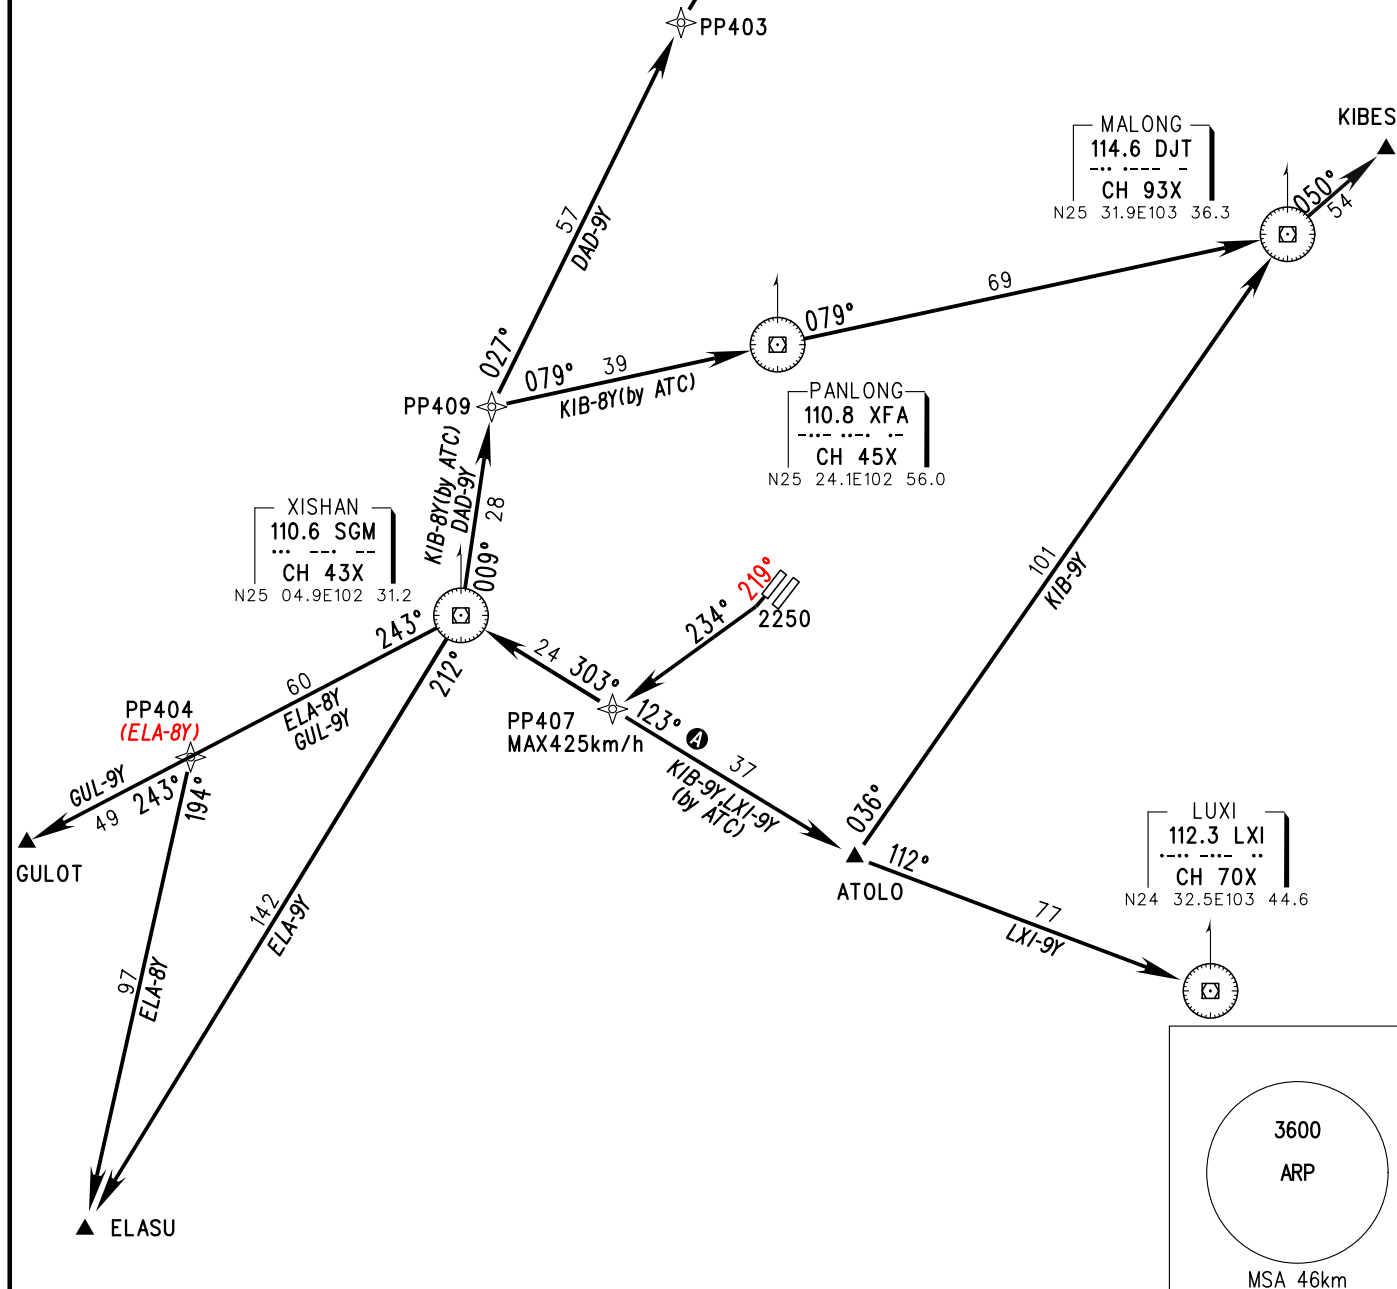 PP403
KIBES
MALONG
114.6 DJT
-·· ·--- -
CH 93X
N25 31.9E103 36.3
050°
54
57
DAD-9Y
69
079°
027°
079°
39
KIB-8Y(by ATC)
PP409
PANLONG
110.8 XFA
-··- ··-· ·-
CH 45X
N25 24.1E102 56.0
KIB-8Y(by ATC)
DAD-9Y
28
009°
XISHAN
110.6 SGM
··· --· --
CH 43X
N25 04.9E102 31.2
101
KIB-9Y
219°
2250
234°
243°
212°
24
303°
60
ELA-8Y
GUL-9Y
PP404
(ELA-8Y)
PP407
MAX425km/h
123°
A
37
KIB-9Y,LXI-9Y
(by ATC)
GUL-9Y
49
243°
194°
GULOT
036°
ATOLO
112°
LUXI
112.3 LXI
·-·· -··- ··
CH 70X
N24 32.5E103 44.6
77
LXI-9Y
142
ELA-9Y
97
ELA-8Y
ELASU
3600
ARP
MSA 46km